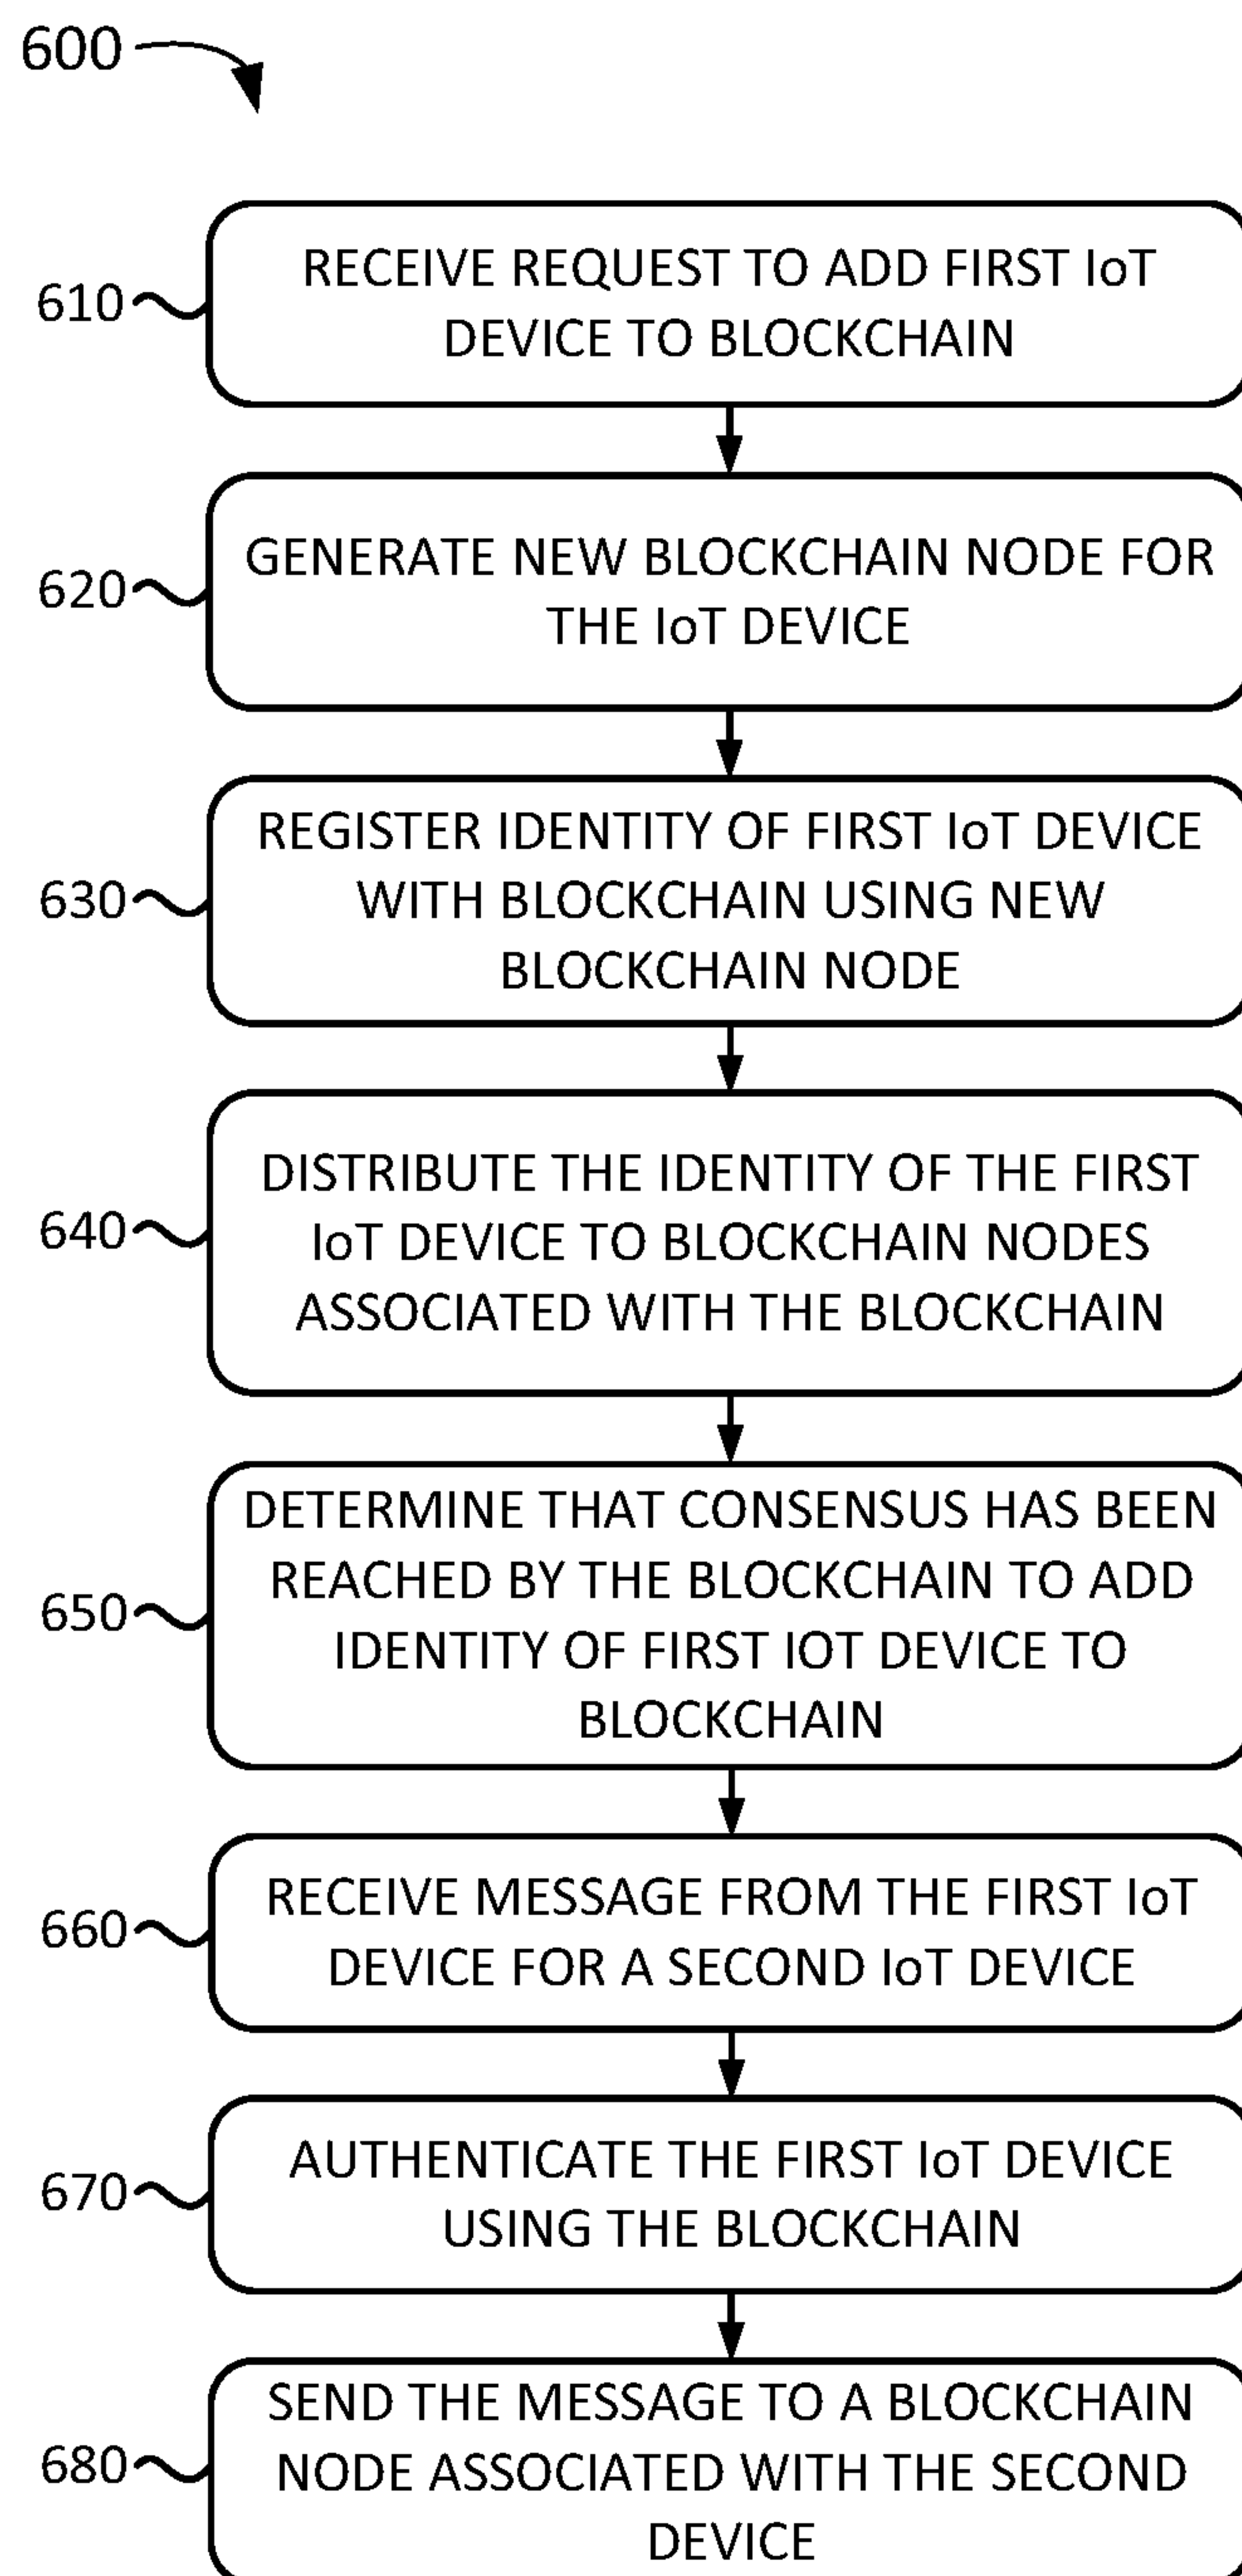 600
RECEIVE REQUEST TO ADD FIRST IoT
DEVICE TO BLOCKCHAIN
610
GENERATE NEW BLOCKCHAIN NODE FOR
THE IoT DEVICE
620
REGISTER IDENTITY OF FIRST IoT DEVICE
WITH BLOCKCHAIN USING NEW
BLOCKCHAIN NODE
630
DISTRIBUTE THE IDENTITY OF THE FIRST
IoT DEVICE TO BLOCKCHAIN NODES
ASSOCIATED WITH THE BLOCKCHAIN
640
DETERMINE THAT CONSENSUS HAS BEEN
REACHED BY THE BLOCKCHAIN TO ADD
IDENTITY OF FIRST IOT DEVICE TO
BLOCKCHAIN
650
RECEIVE MESSAGE FROM THE FIRST IoT
DEVICE FOR A SECOND IoT DEVICE
660
AUTHENTICATE THE FIRST IoT DEVICE
USING THE BLOCKCHAIN
670
SEND THE MESSAGE TO A BLOCKCHAIN
NODE ASSOCIATED WITH THE SECOND
DEVICE
680